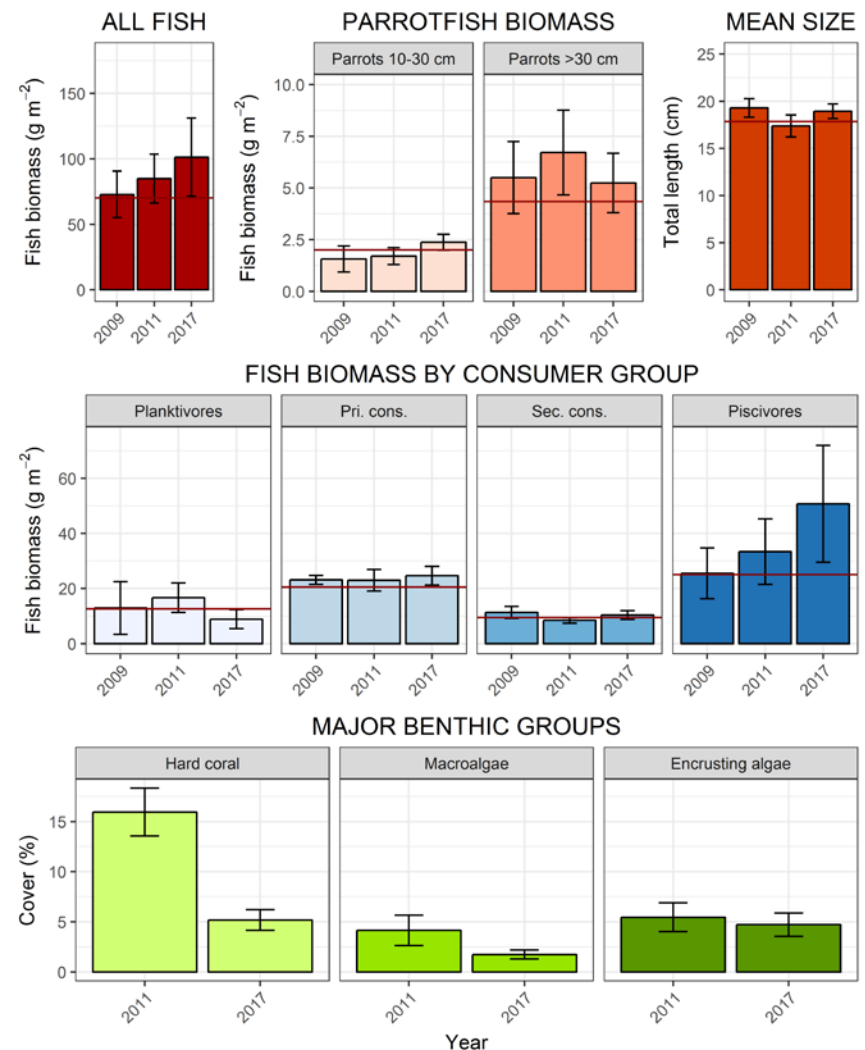 ALL FISH
PARROTFISH BIOMASS
MEAN SIZE
Parrots 10-30 cm
Parrots >30 cm
Fish biomass (g m⁻²)
150
100
50
0
2009
2011
2017
Fish biomass (g m⁻²)
10.0
7.5
5.0
2.5
0.0
2009
2011
2017
2009
2011
2017
Total length (cm)
25
20
15
10
5
0
2009
2011
2017
FISH BIOMASS BY CONSUMER GROUP
Planktivores
Pri. cons.
Sec. cons.
Piscivores
Fish biomass (g m⁻²)
60
40
20
0
2009
2011
2017
2009
2011
2017
2009
2011
2017
2009
2011
2017
MAJOR BENTHIC GROUPS
Hard coral
Macroalgae
Encrusting algae
Cover (%)
15
10
5
0
2011
2017
2011
2017
2011
2017
Year